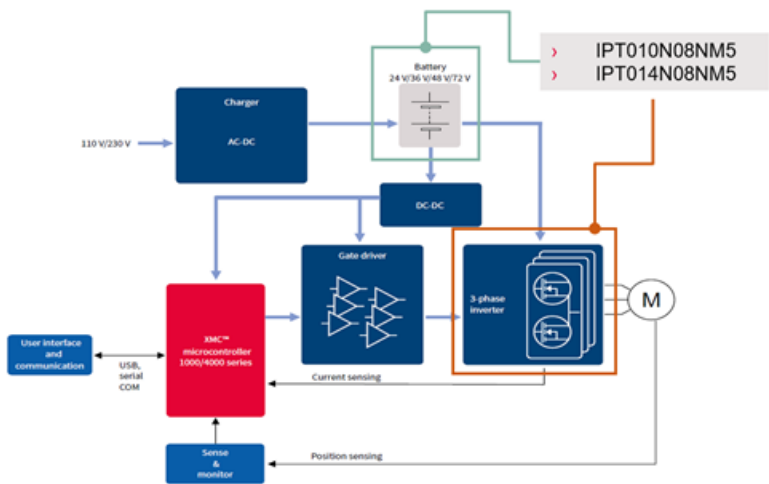 › IPT010N08NM5
› IPT014N08NM5
Battery
24 V/36 V/48 V/72 V
Charger
AC-DC
110 V/230 V
DC-DC
Gate driver
3-phase
inverter
M
XMC™
microcontroller
1000/4000 series
User interface
and
communication
USB,
serial
COM
Current sensing
Sense
&
monitor
Position sensing